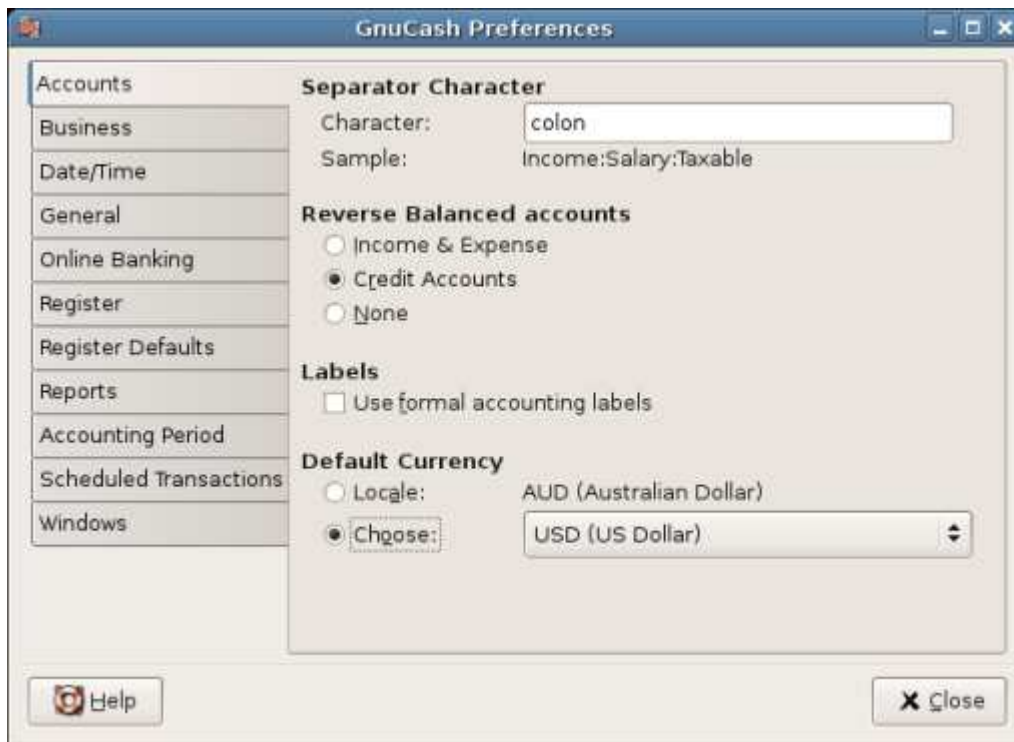 GnuCash Preferences
Accounts
Business
Date/Time
General
Online Banking
Register
Register Defaults
Reports
Accounting Period
Scheduled Transactions
Windows
Separator Character
Character: colon
Sample: Income:Salary:Taxable
Reverse Balanced accounts
Income & Expense
Credit Accounts
None
Labels
Use formal accounting labels
Default Currency
Locale: AUD (Australian Dollar)
Choose: USD (US Dollar)
Help
Close